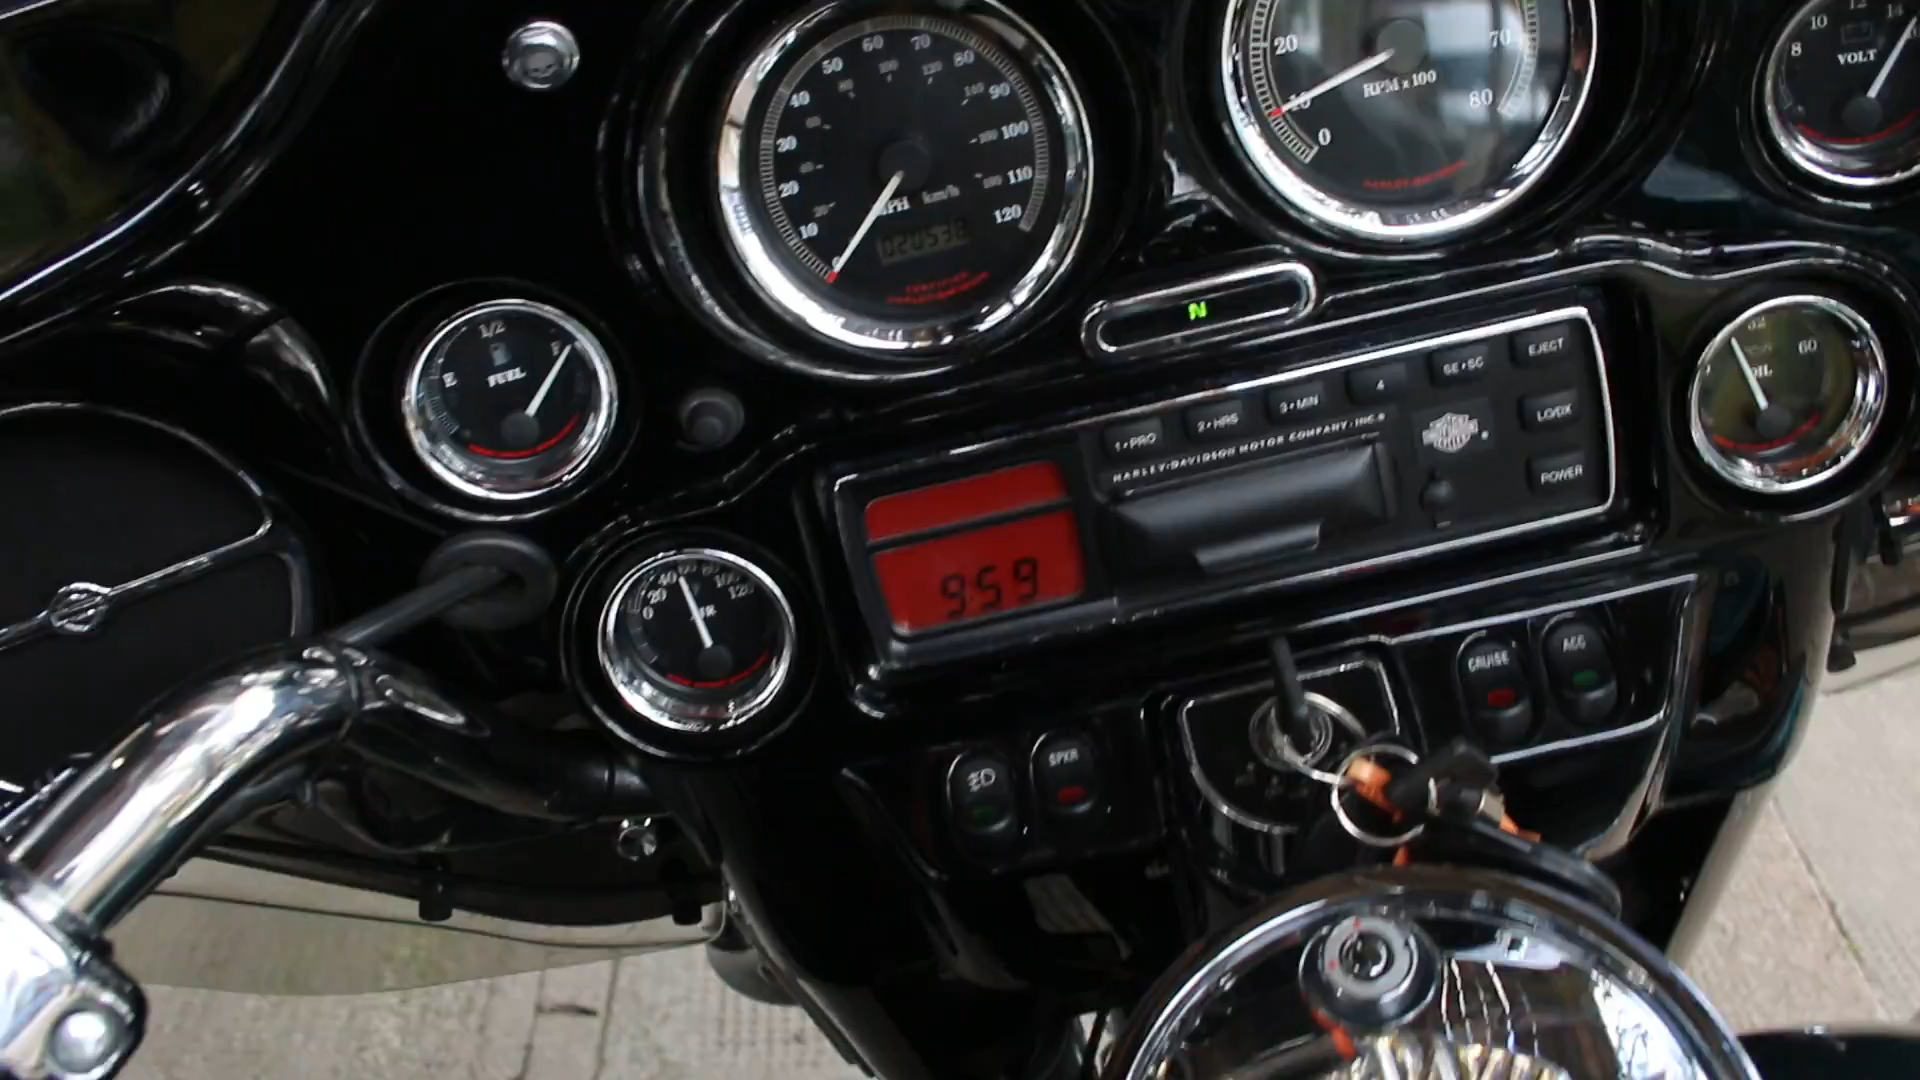 60 70 80
50 90
40 100
30 110
20 120
10
MPH km/h
020538
20
10
0
70
80
RPM x 100
8 10 12 14
VOLT
N
E 1/2 F
FUEL
60
OIL
0 20 40 60 80 100 120
AIR
1•PRO 2•HRS 3•MIN 4 SE•SC EJECT
HARLEY-DAVIDSON MOTOR COMPANY, INC.®
LO/DX
POWER
9:59
SPKR
CRUISE
ACC